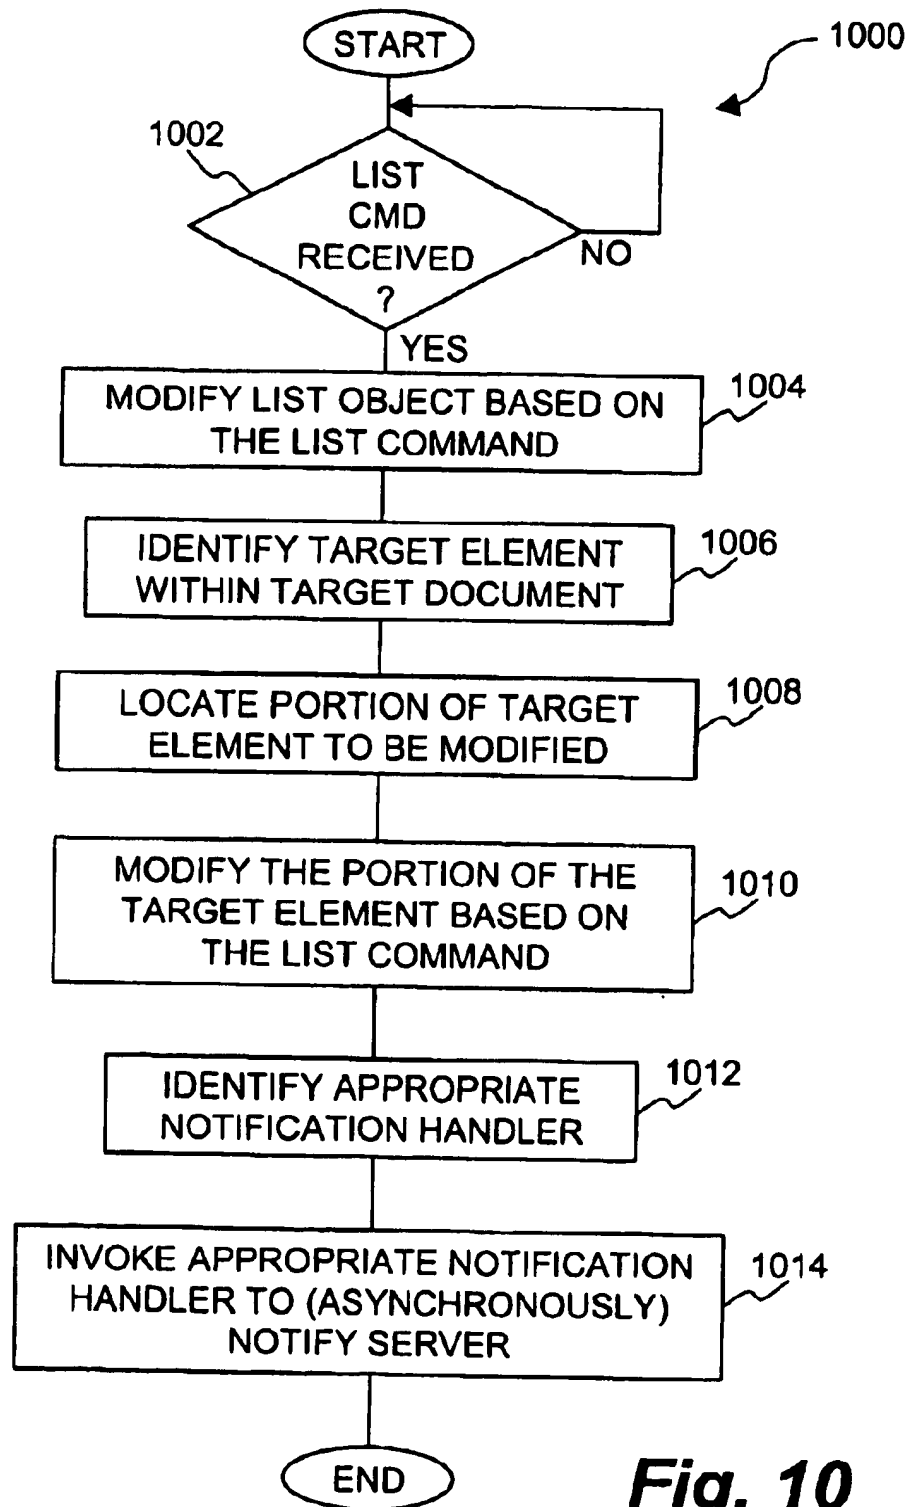 START
1000
1002
LIST
CMD
RECEIVED
?
NO
YES
MODIFY LIST OBJECT BASED ON
THE LIST COMMAND
1004
IDENTIFY TARGET ELEMENT
WITHIN TARGET DOCUMENT
1006
LOCATE PORTION OF TARGET
ELEMENT TO BE MODIFIED
1008
MODIFY THE PORTION OF THE
TARGET ELEMENT BASED ON
THE LIST COMMAND
1010
IDENTIFY APPROPRIATE
NOTIFICATION HANDLER
1012
INVOKE APPROPRIATE NOTIFICATION
HANDLER TO (ASYNCHRONOUSLY)
NOTIFY SERVER
1014
END
Fig. 10